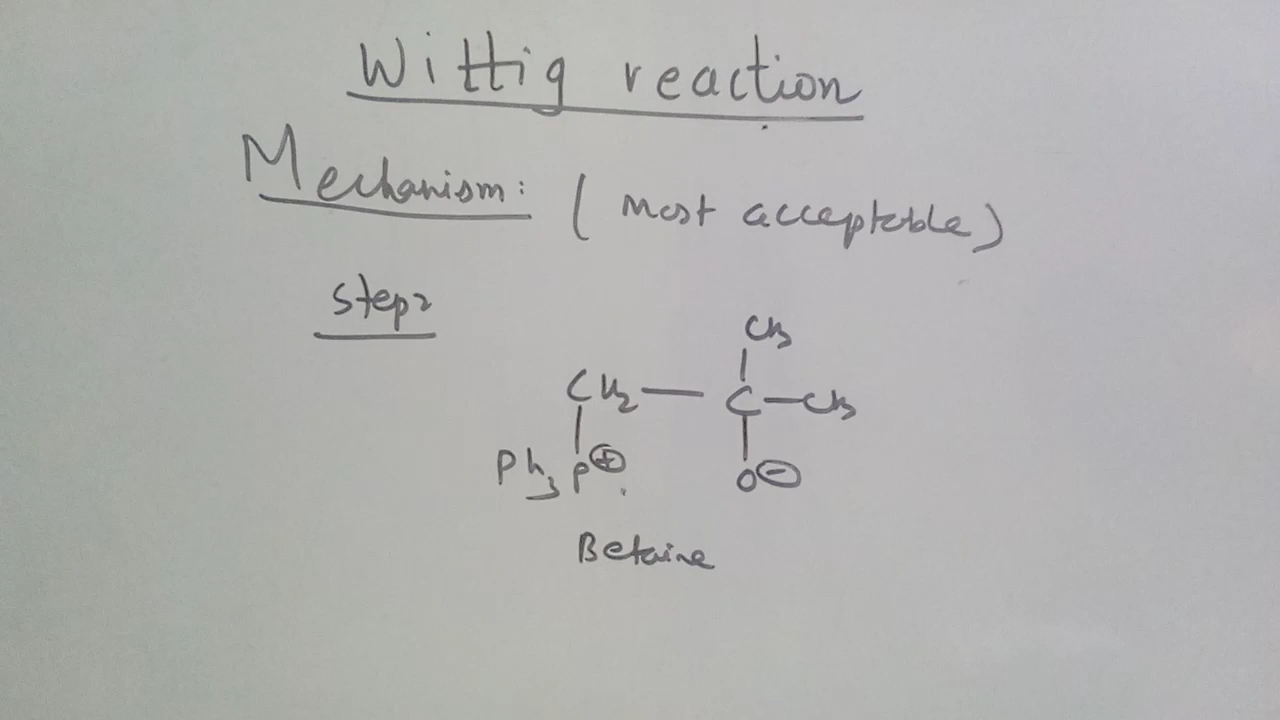 Wittig reaction
Mechanism: (most acceptable)
Step2
CH3
CH2—C—CH3
Ph3P⊕ O⊖
Betaine